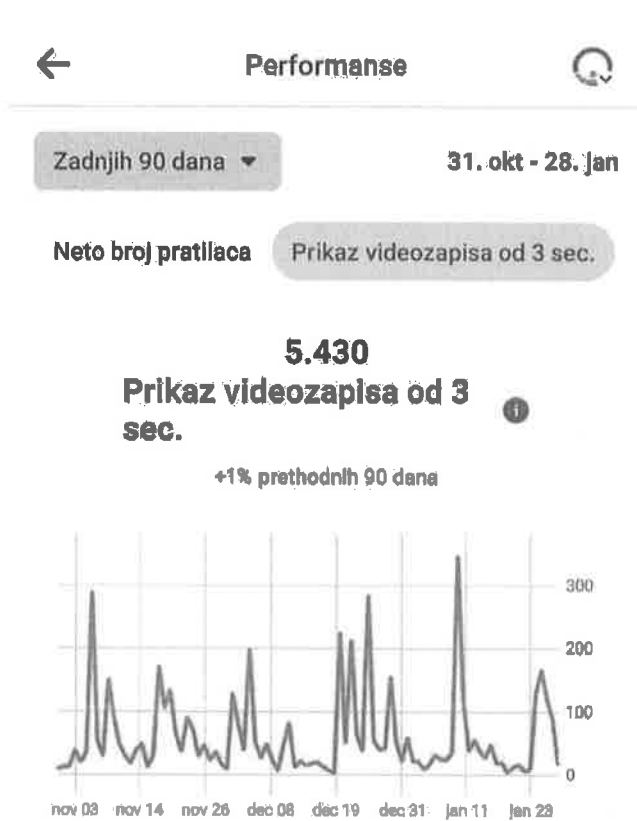 Performanse
Zadnjih 90 dana
31. okt - 28. jan
Neto broj pratilaca
Prikaz videozapisa od 3 sec.
5.430
Prikaz videozapisa od 3
sec.
+1% prethodnih 90 dana
300
200
100
0
nov 03 nov 14 nov 26 dec 08 dec 19 dec 31 jan 11 jan 23